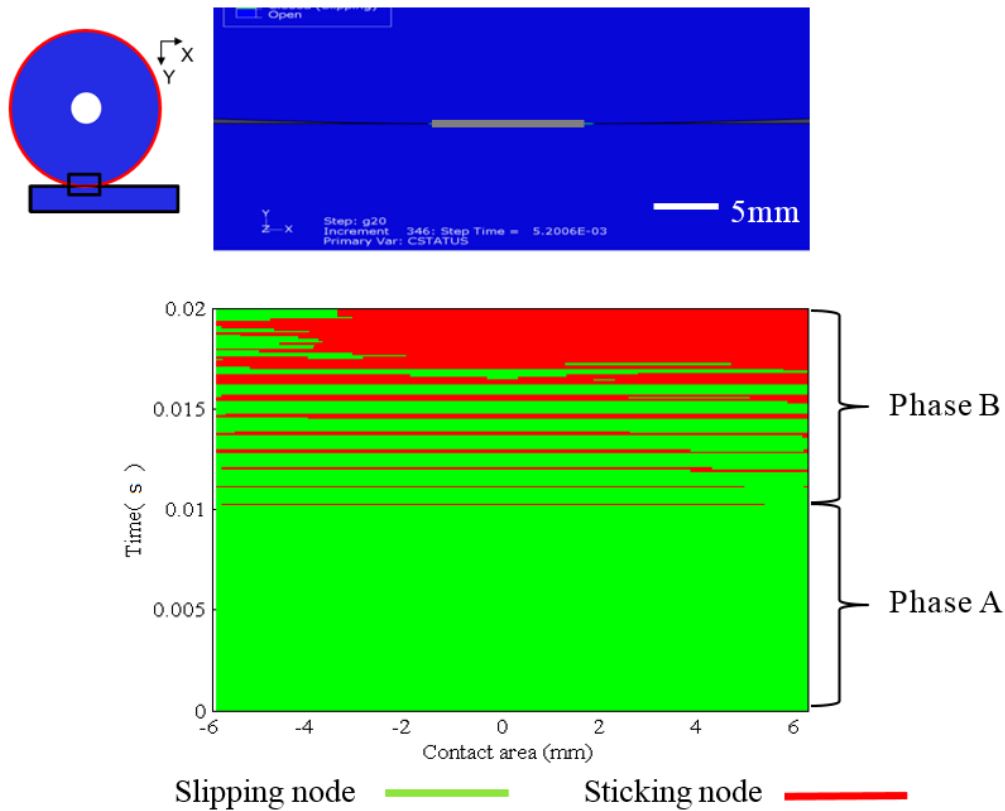 Closed (Slipping)
Open
X
Y
Y
Z X
Step: g20
Increment 346: Step Time = 5.2006E-03
Primary Var: CSTATUS
5mm
0.02
0.015
0.01
0.005
0
Time( s )
-6 -4 -2 0 2 4 6
Contact area (mm)
Phase B
Phase A
Slipping node
Sticking node